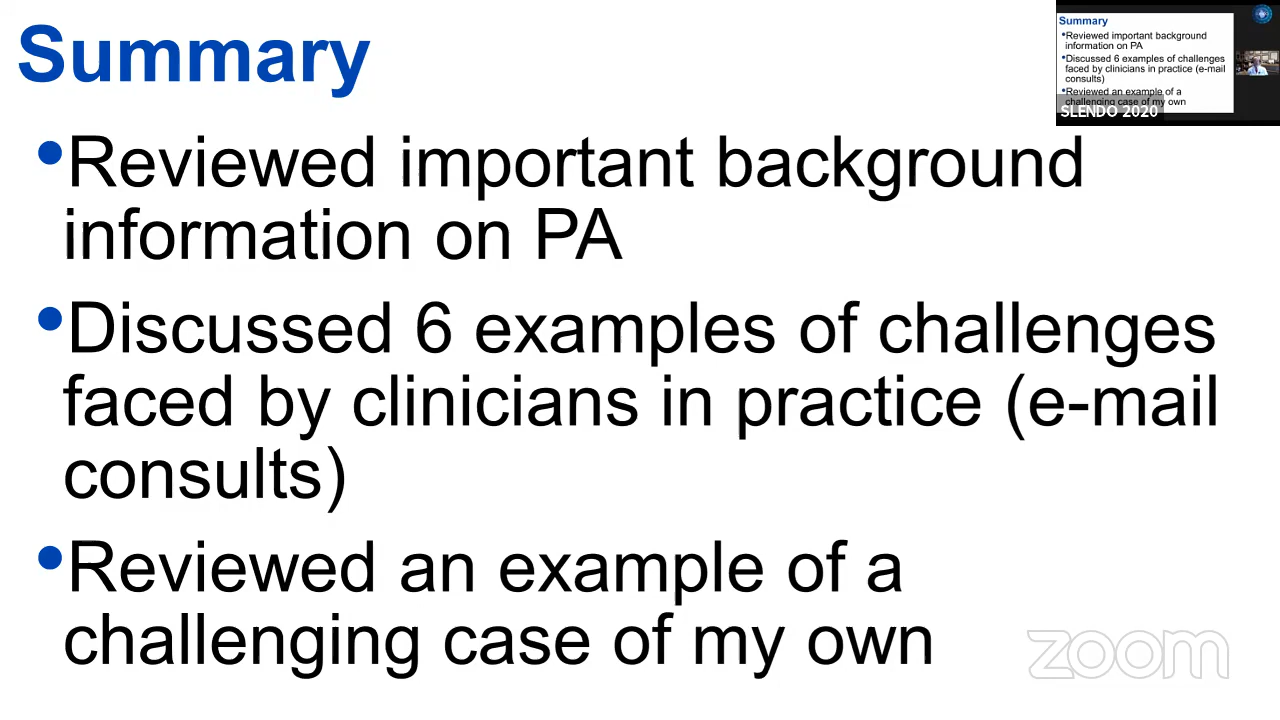 Summary
•Reviewed important background
information on PA
•Discussed 6 examples of challenges
faced by clinicians in practice (e-mail
consults)
•Reviewed an example of a
challenging case of my own
Summary
•Reviewed important background
information on PA
•Discussed 6 examples of challenges
faced by clinicians in practice (e-mail
consults)
•Reviewed an example of a
challenging case of my own
SLENDO 2020
zoom